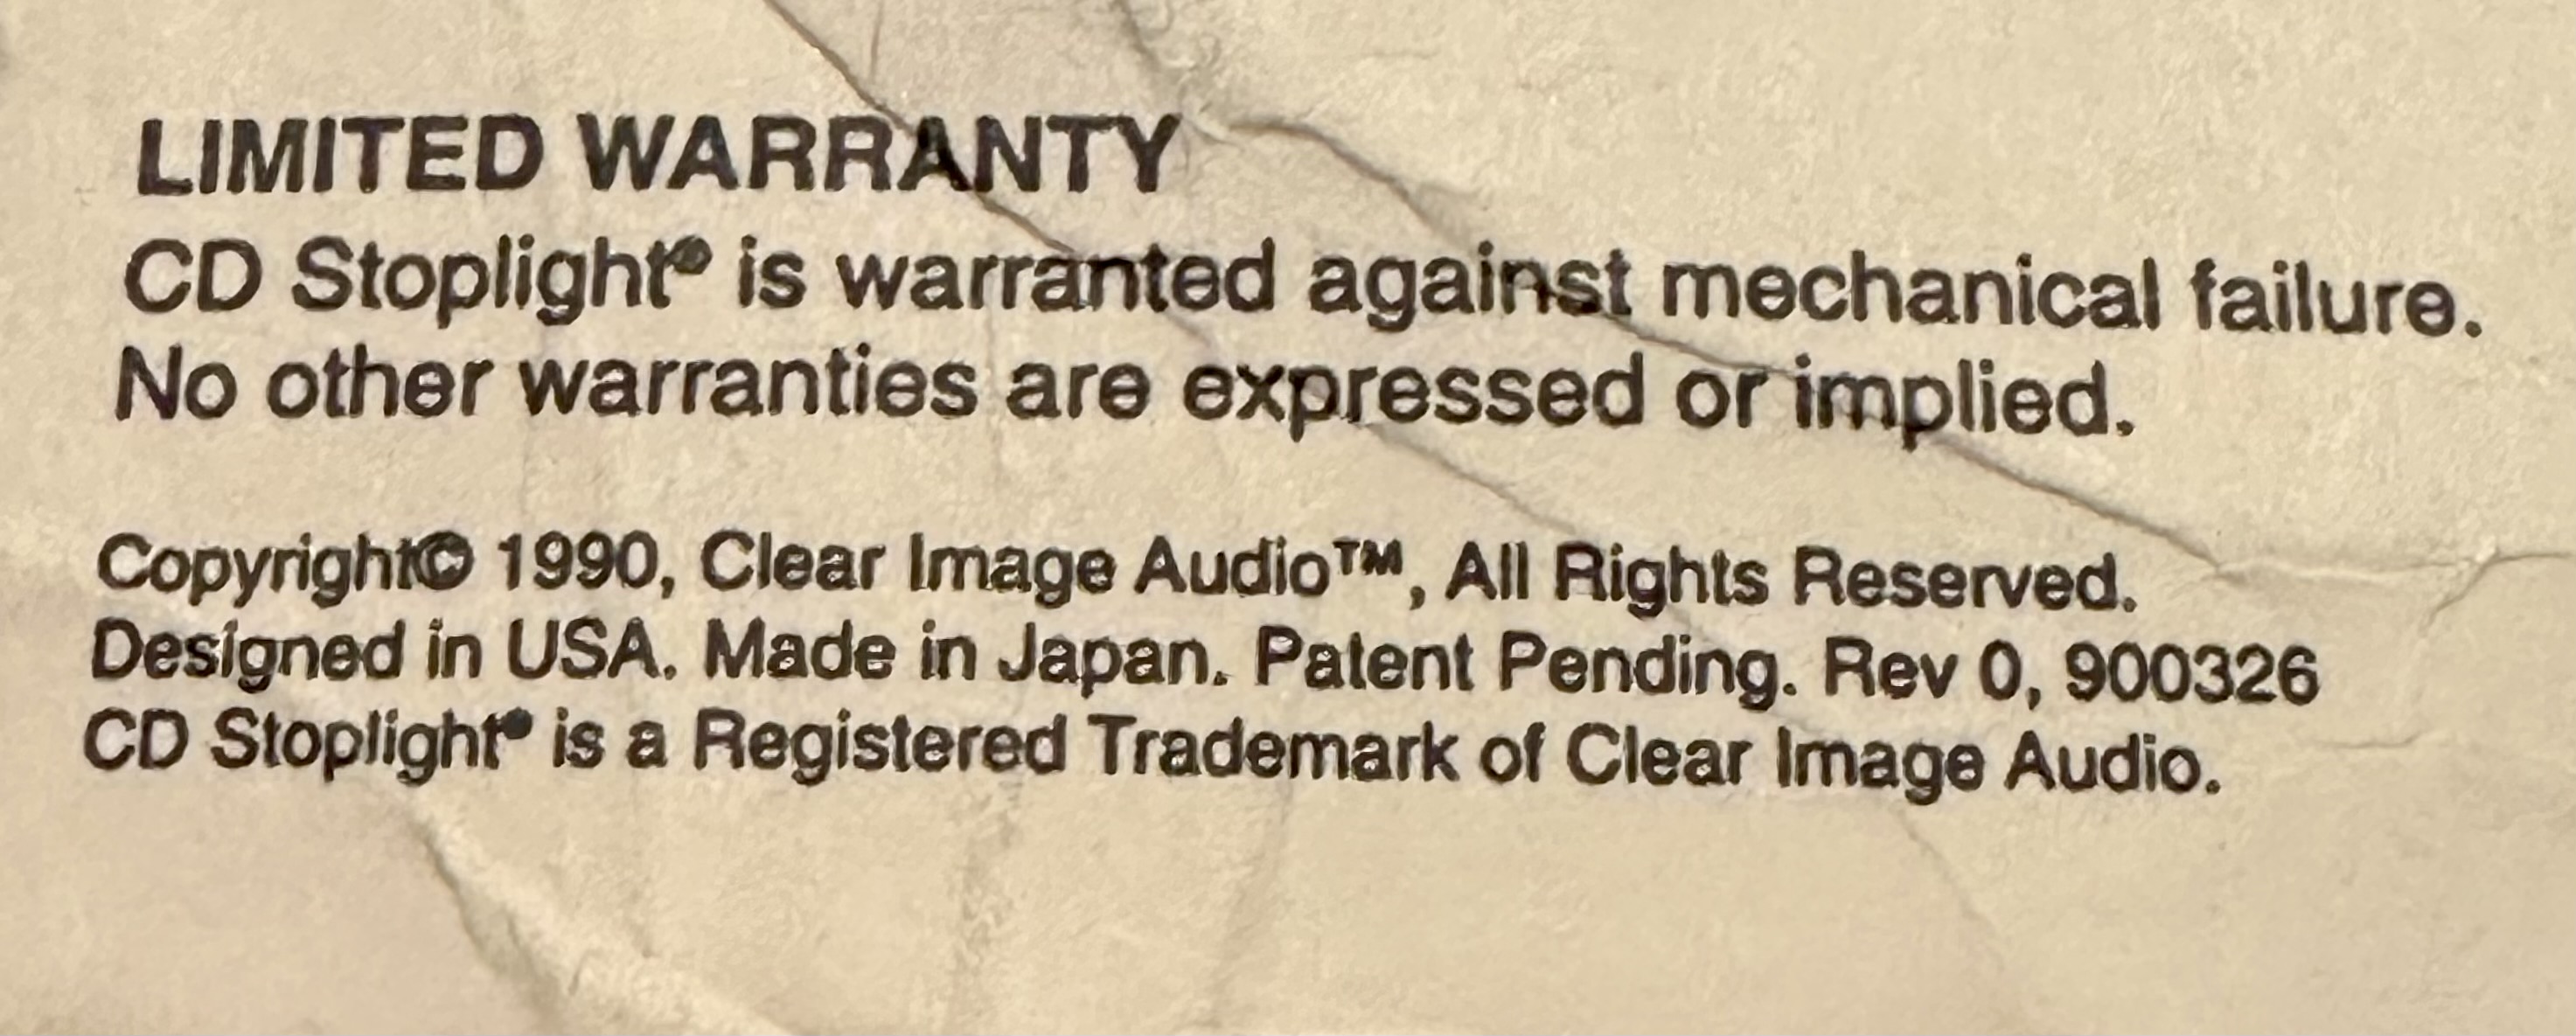 LIMITED WARRANTY
CD Stoplight® is warranted against mechanical failure.
No other warranties are expressed or implied.
Copyright© 1990, Clear Image Audio™, All Rights Reserved.
Designed in USA. Made in Japan. Patent Pending. Rev 0, 900326
CD Stoplight® is a Registered Trademark of Clear Image Audio.